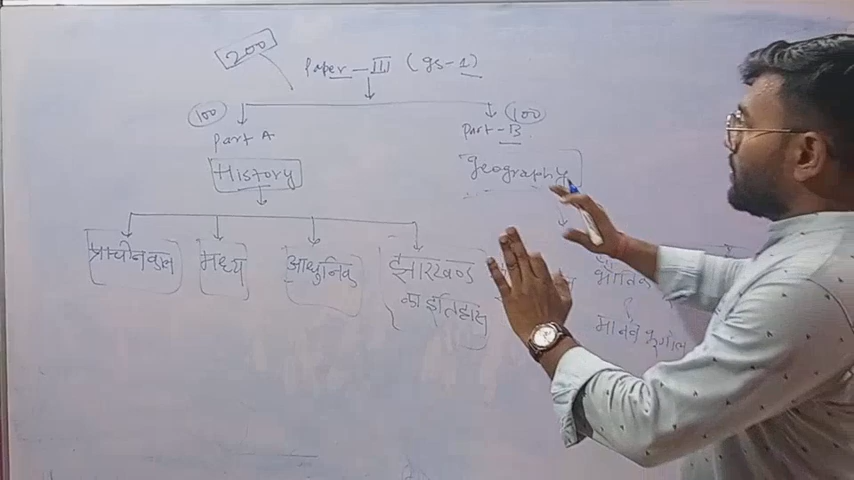 200
Paper - III (gs-1)
100
100
Part A
Part-B
History
geography
प्राचीनकाल
मध्य
आधुनिक
झारखण्ड
का इतिहास
भौतिक
मानव भूगोल